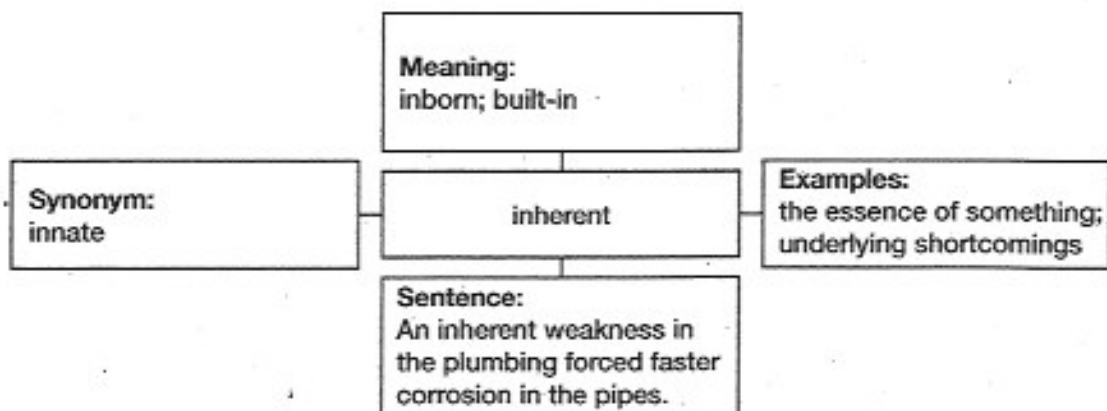 Meaning:
inborn; built-in
Synonym:
innate
inherent
Examples:
the essence of something;
underlying shortcomings
Sentence:
An inherent weakness in
the plumbing forced faster
corrosion in the pipes.